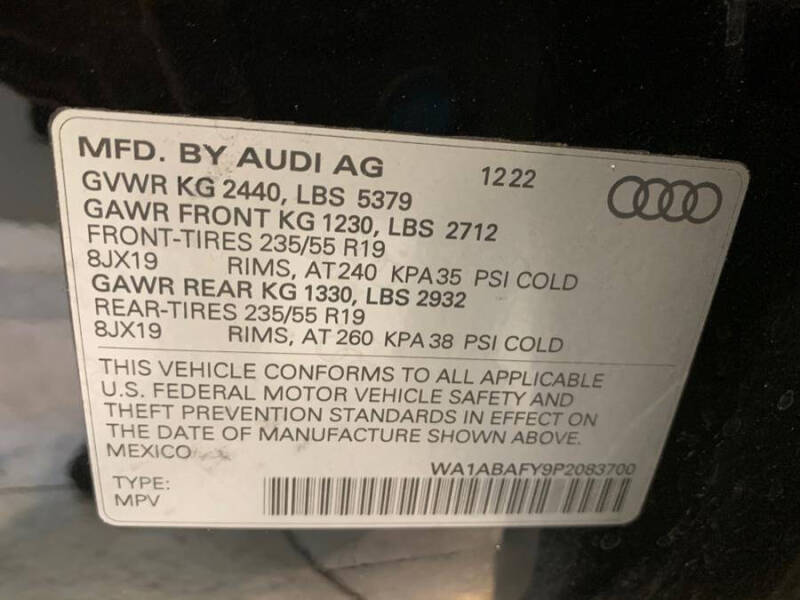 MFD. BY AUDI AG 12 22
GVWR KG 2440, LBS 5379
GAWR FRONT KG 1230, LBS 2712
FRONT-TIRES 235/55 R19
8JX19 RIMS, AT 240 KPA 35 PSI COLD
GAWR REAR KG 1330, LBS 2932
REAR-TIRES 235/55 R19
8JX19 RIMS, AT 260 KPA 38 PSI COLD
THIS VEHICLE CONFORMS TO ALL APPLICABLE
U.S. FEDERAL MOTOR VEHICLE SAFETY AND
THEFT PREVENTION STANDARDS IN EFFECT ON
THE DATE OF MANUFACTURE SHOWN ABOVE.
MEXICO
WA1ABAFY9P2083700
TYPE:
MPV